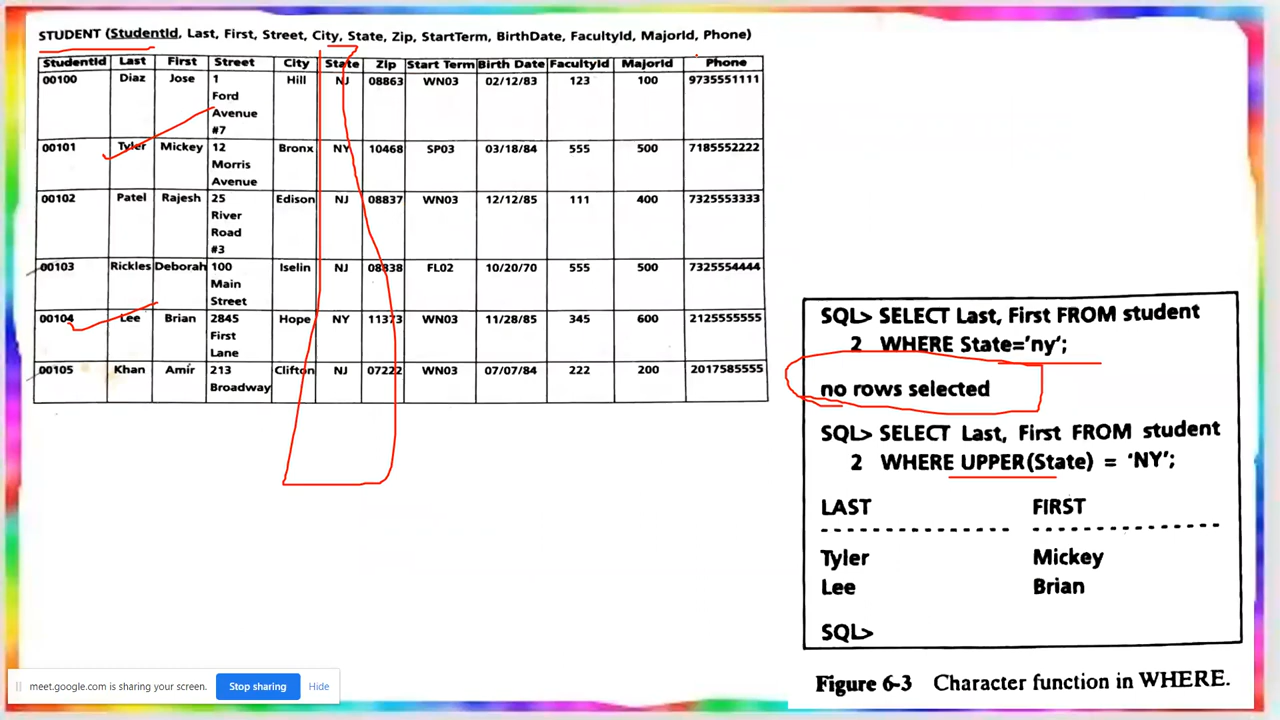 STUDENT (StudentId, Last, First, Street, City, State, Zip, StartTerm, BirthDate, FacultyId, MajorId, Phone)
StudentId Last First Street City State Zip Start Term Birth Date FacultyId MajorId Phone
00100 Diaz Jose 1 Hill NJ 08863 WN03 02/12/83 123 100 9735551111
Ford
Avenue
#7
00101 Tyler Mickey 12 Bronx NY 10468 SP03 03/18/84 555 500 7185552222
Morris
Avenue
00102 Patel Rajesh 25 Edison NJ 08837 WN03 12/12/85 111 400 7325553333
River
Road
#3
00103 Rickles Deborah 100 Iselin NJ 08838 FL02 10/20/70 555 500 7325554444
Main
Street
00104 Lee Brian 2845 Hope NY 11373 WN03 11/28/85 345 600 2125555555
First
Lane
00105 Khan Amir 213 Clifton NJ 07222 WN03 07/07/84 222 200 2017585555
Broadway
SQL> SELECT Last, First FROM student
2 WHERE State='ny';
no rows selected
SQL> SELECT Last, First FROM student
2 WHERE UPPER(State) = 'NY';
LAST FIRST
Tyler Mickey
Lee Brian
SQL>
Figure 6-3 Character function in WHERE.
meet.google.com is sharing your screen. Stop sharing Hide